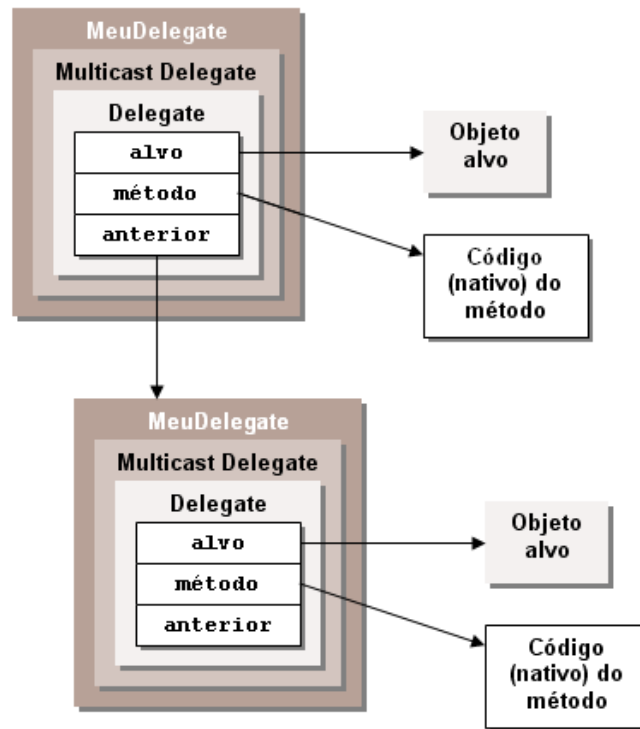 MeuDelegate
Multicast Delegate
Delegate
alvo
método
anterior
Objeto
alvo
Código
(nativo) do
método
MeuDelegate
Multicast Delegate
Delegate
alvo
método
anterior
Objeto
alvo
Código
(nativo) do
método